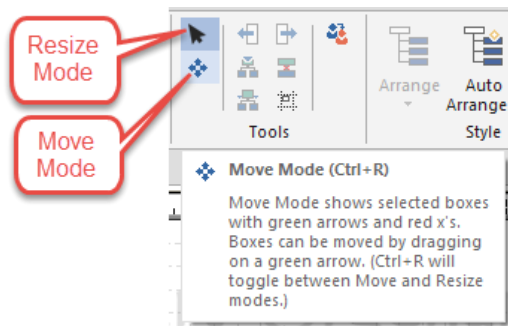 Resize
Mode
Move
Mode
Arrange
Auto
Arrange
Tools
Style
Move Mode (Ctrl+R)
Move Mode shows selected boxes
with green arrows and red x's.
Boxes can be moved by dragging
on a green arrow. (Ctrl+R will
toggle between Move and Resize
modes.)